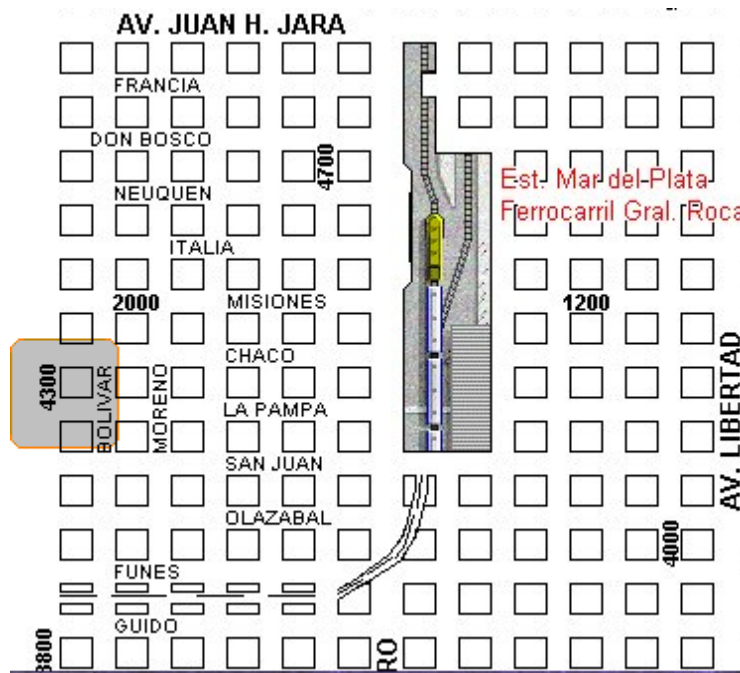 AV. JUAN H. JARA
FRANCIA
DON BOSCO
4700
NEUQUEN
Est. Mar del Plata
Ferrocarril Gral. Roca
ITALIA
2000
MISIONES
1200
CHACO
4300
BOLIVAR
MORENO
LA PAMPA
AV. LIBERTAD
SAN JUAN
OLAZABAL
4000
FUNES
GUIDO
3800
RO